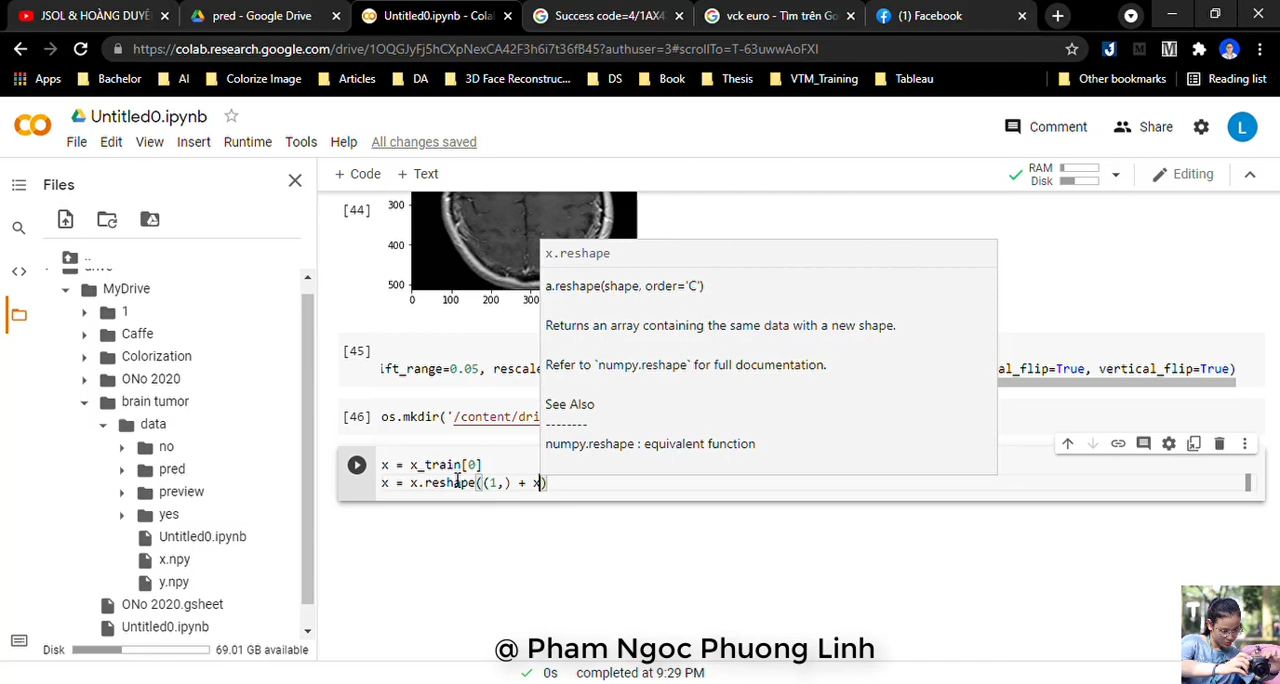 JSOL & HOÀNG DUYÊ
pred - Google Drive
Untitled0.ipynb - Colab
Success code=4/1AX4
vck euro - Tìm trên Go
(1) Facebook
https://colab.research.google.com/drive/1OQGJyFj5hCXpNexCA42F3h6i7t36fB45?authuser=3#scrollTo=T-63uwwAoFXI
Apps
Bachelor
AI
Colorize Image
Articles
DA
3D Face Reconstruc...
DS
Book
Thesis
VTM_Training
Tableau
Other bookmarks
Reading list
CO
Untitled0.ipynb
Comment
Share
L
File Edit View Insert Runtime Tools Help All changes saved
Files
+ Code + Text
RAM
Disk
Editing
..
drive
MyDrive
1
Caffe
Colorization
ONo 2020
brain tumor
data
no
pred
preview
yes
Untitled0.ipynb
x.npy
y.npy
ONo 2020.gsheet
Untitled0.ipynb
Disk 69.01 GB available
[44]
300
400
500
0 100 200 300
x.reshape
a.reshape(shape, order='C')
Returns an array containing the same data with a new shape.
Refer to `numpy.reshape` for full documentation.
See Also
--------
numpy.reshape : equivalent function
[45]
ift_range=0.05, resca
al_flip=True, vertical_flip=True)
[46] os.mkdir('/content/dri
x = x_train[0]
x = x.reshape((1,) + x)
@ Pham Ngoc Phuong Linh
0s completed at 9:29 PM